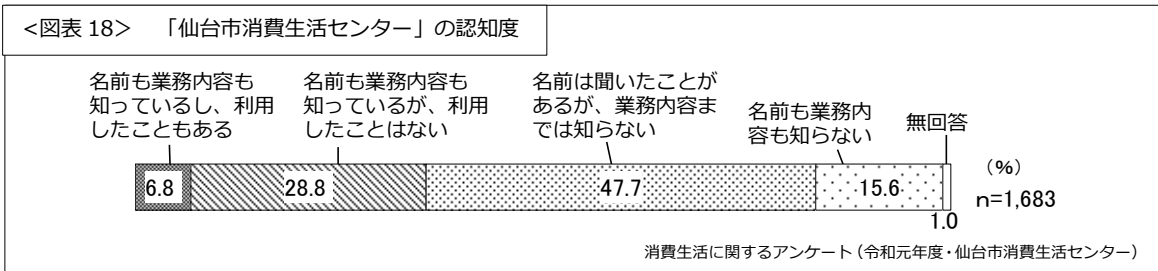 <図表 18> 「仙台市消費生活センター」の認知度
名前も業務内容も
知っているし、利用
したこともある
名前も業務内容も
知っているが、利用
したことはない
名前は聞いたことが
あるが、業務内容ま
では知らない
名前も業務内
容も知らない
無回答
6.8
28.8
47.7
15.6
1.0
(%)
n=1,683
消費生活に関するアンケート(令和元年度・仙台市消費生活センター)